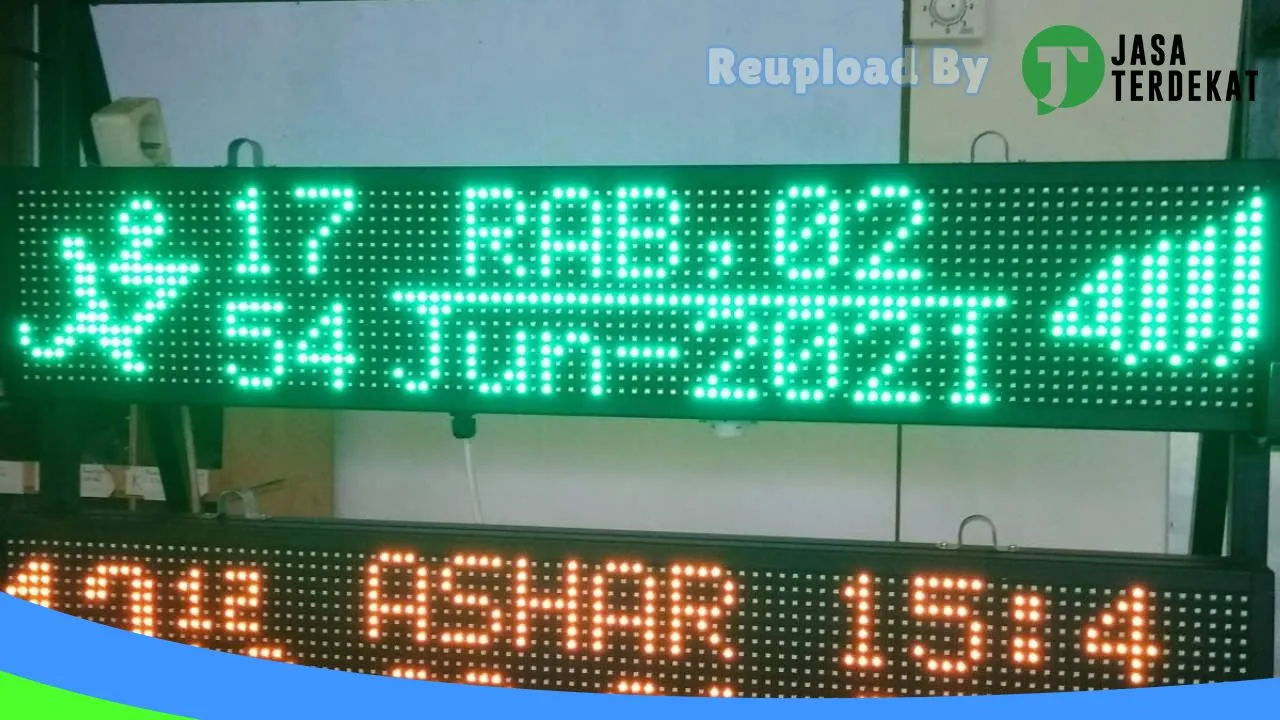 Reupload By
JASA
TERDEKAT
17
54
RAB,02
Jun-2021
ASHAR 15:4